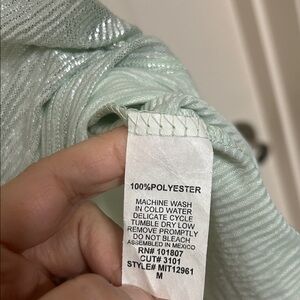 100%POLYESTER
MACHINE WASH
IN COLD WATER
DELICATE CYCLE
TUMBLE DRY LOW
REMOVE PROMPTLY
DO NOT BLEACH
ASSEMBLED IN MEXICO
RN# 101807
CUT# 3101
STYLE# MIT12961
M